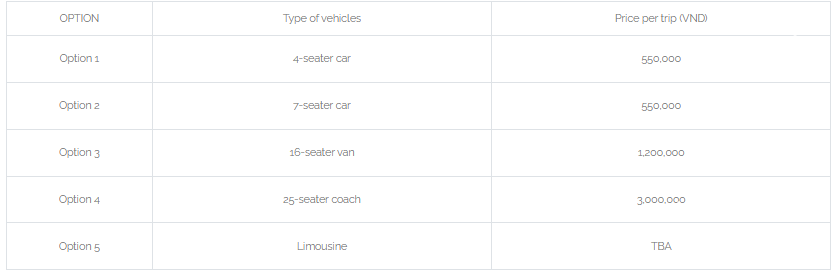 OPTION Type of vehicles Price per trip (VND)
Option 1 4-seater car 550,000
Option 2 7-seater car 550,000
Option 3 16-seater van 1,200,000
Option 4 25-seater coach 3,000,000
Option 5 Limousine TBA